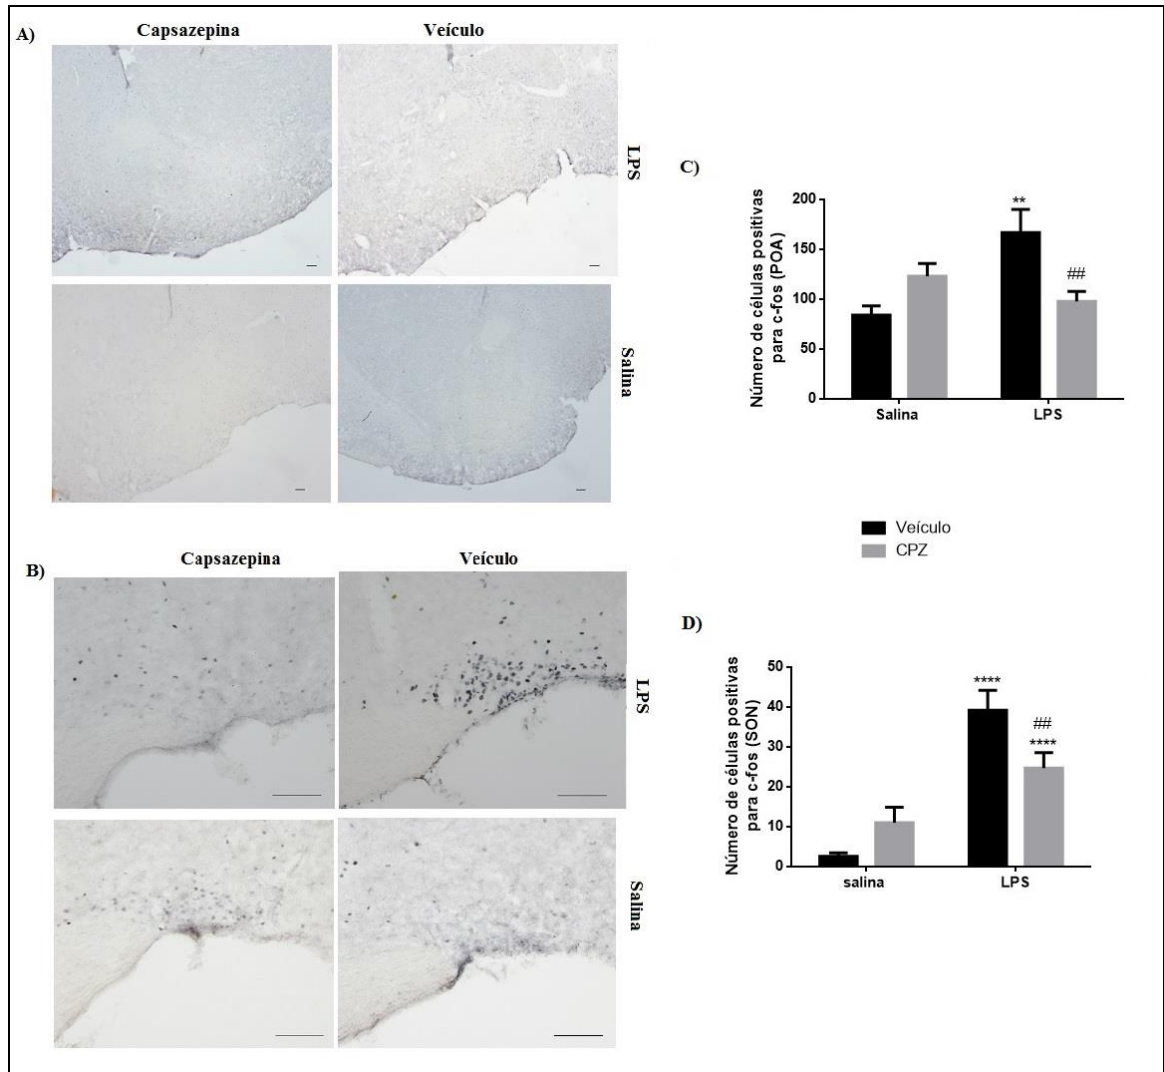 A)
Capsazepina
Veículo
LPS
Salina
B)
Capsazepina
Veículo
LPS
Salina
C)
Número de células positivas
para c-fos (POA)
200
150
100
50
0
**
##
Salina
LPS
Veículo
CPZ
D)
Número de células positivas
para c-fos (SON)
50
40
30
20
10
0
****
##
****
salina
LPS